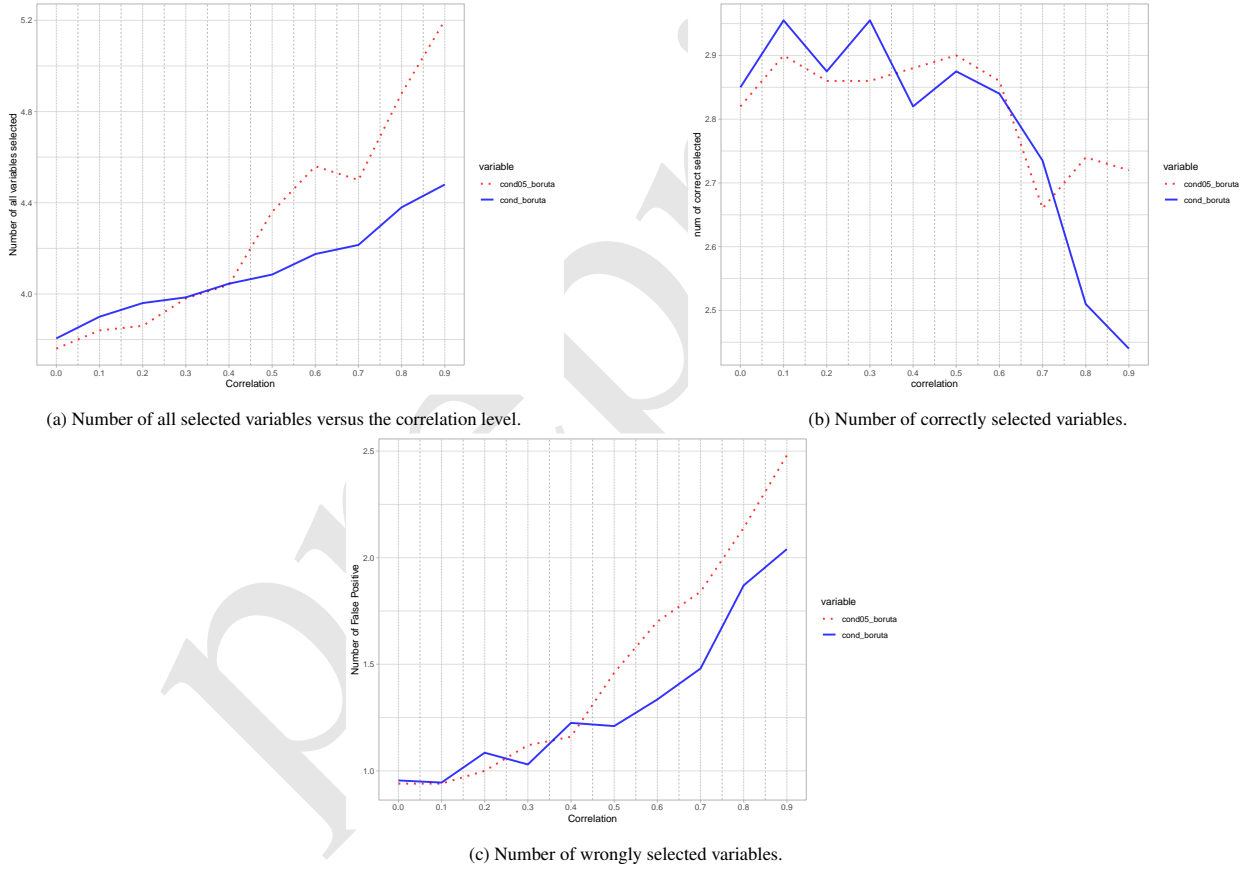 5.2
4.8
4.4
4.0
Number of all variables selected
0.0 0.1 0.2 0.3 0.4 0.5 0.6 0.7 0.8 0.9
Correlation
variable
cond05_boruta
cond_boruta
(a) Number of all selected variables versus the correlation level.
2.9
2.8
2.7
2.6
2.5
num of correct selected
0.0 0.1 0.2 0.3 0.4 0.5 0.6 0.7 0.8 0.9
correlation
variable
cond05_boruta
cond_boruta
(b) Number of correctly selected variables.
2.5
2.0
1.5
1.0
Number of False Positive
0.0 0.1 0.2 0.3 0.4 0.5 0.6 0.7 0.8 0.9
Correlation
variable
cond05_boruta
cond_boruta
(c) Number of wrongly selected variables.